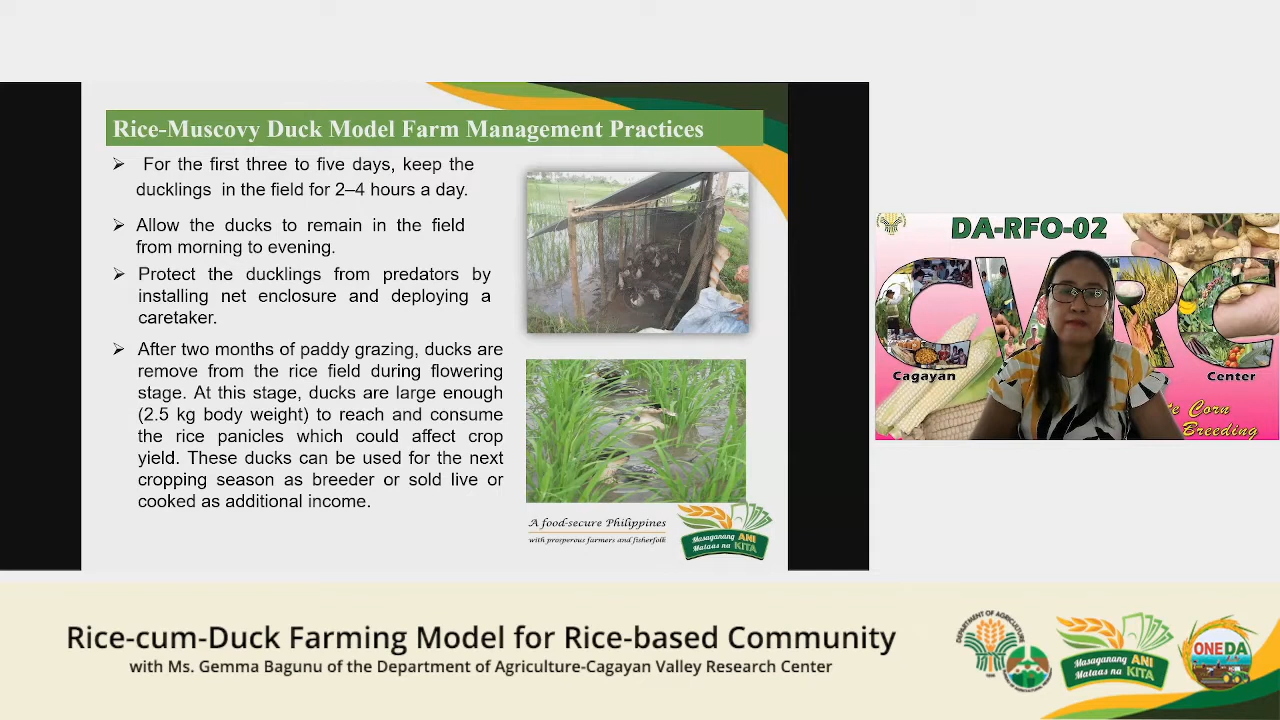 Rice-Muscovy Duck Model Farm Management Practices
➢ For the first three to five days, keep the
ducklings in the field for 2–4 hours a day.
➢ Allow the ducks to remain in the field
from morning to evening.
➢ Protect the ducklings from predators by
installing net enclosure and deploying a
caretaker.
➢ After two months of paddy grazing, ducks are
remove from the rice field during flowering
stage. At this stage, ducks are large enough
(2.5 kg body weight) to reach and consume
the rice panicles which could affect crop
yield. These ducks can be used for the next
cropping season as breeder or sold live or
cooked as additional income.
A food-secure Philippines
with prosperous farmers and fisherfolk
Masaganang ANI
Mataas na KITA
DA-RFO-02
CVRC
Cagayan
Center
Corn
Breeding
Rice-cum-Duck Farming Model for Rice-based Community
with Ms. Gemma Bagunu of the Department of Agriculture-Cagayan Valley Research Center
DEPARTMENT OF AGRICULTURE
Masaganang ANI
Mataas na KITA
ONE DA